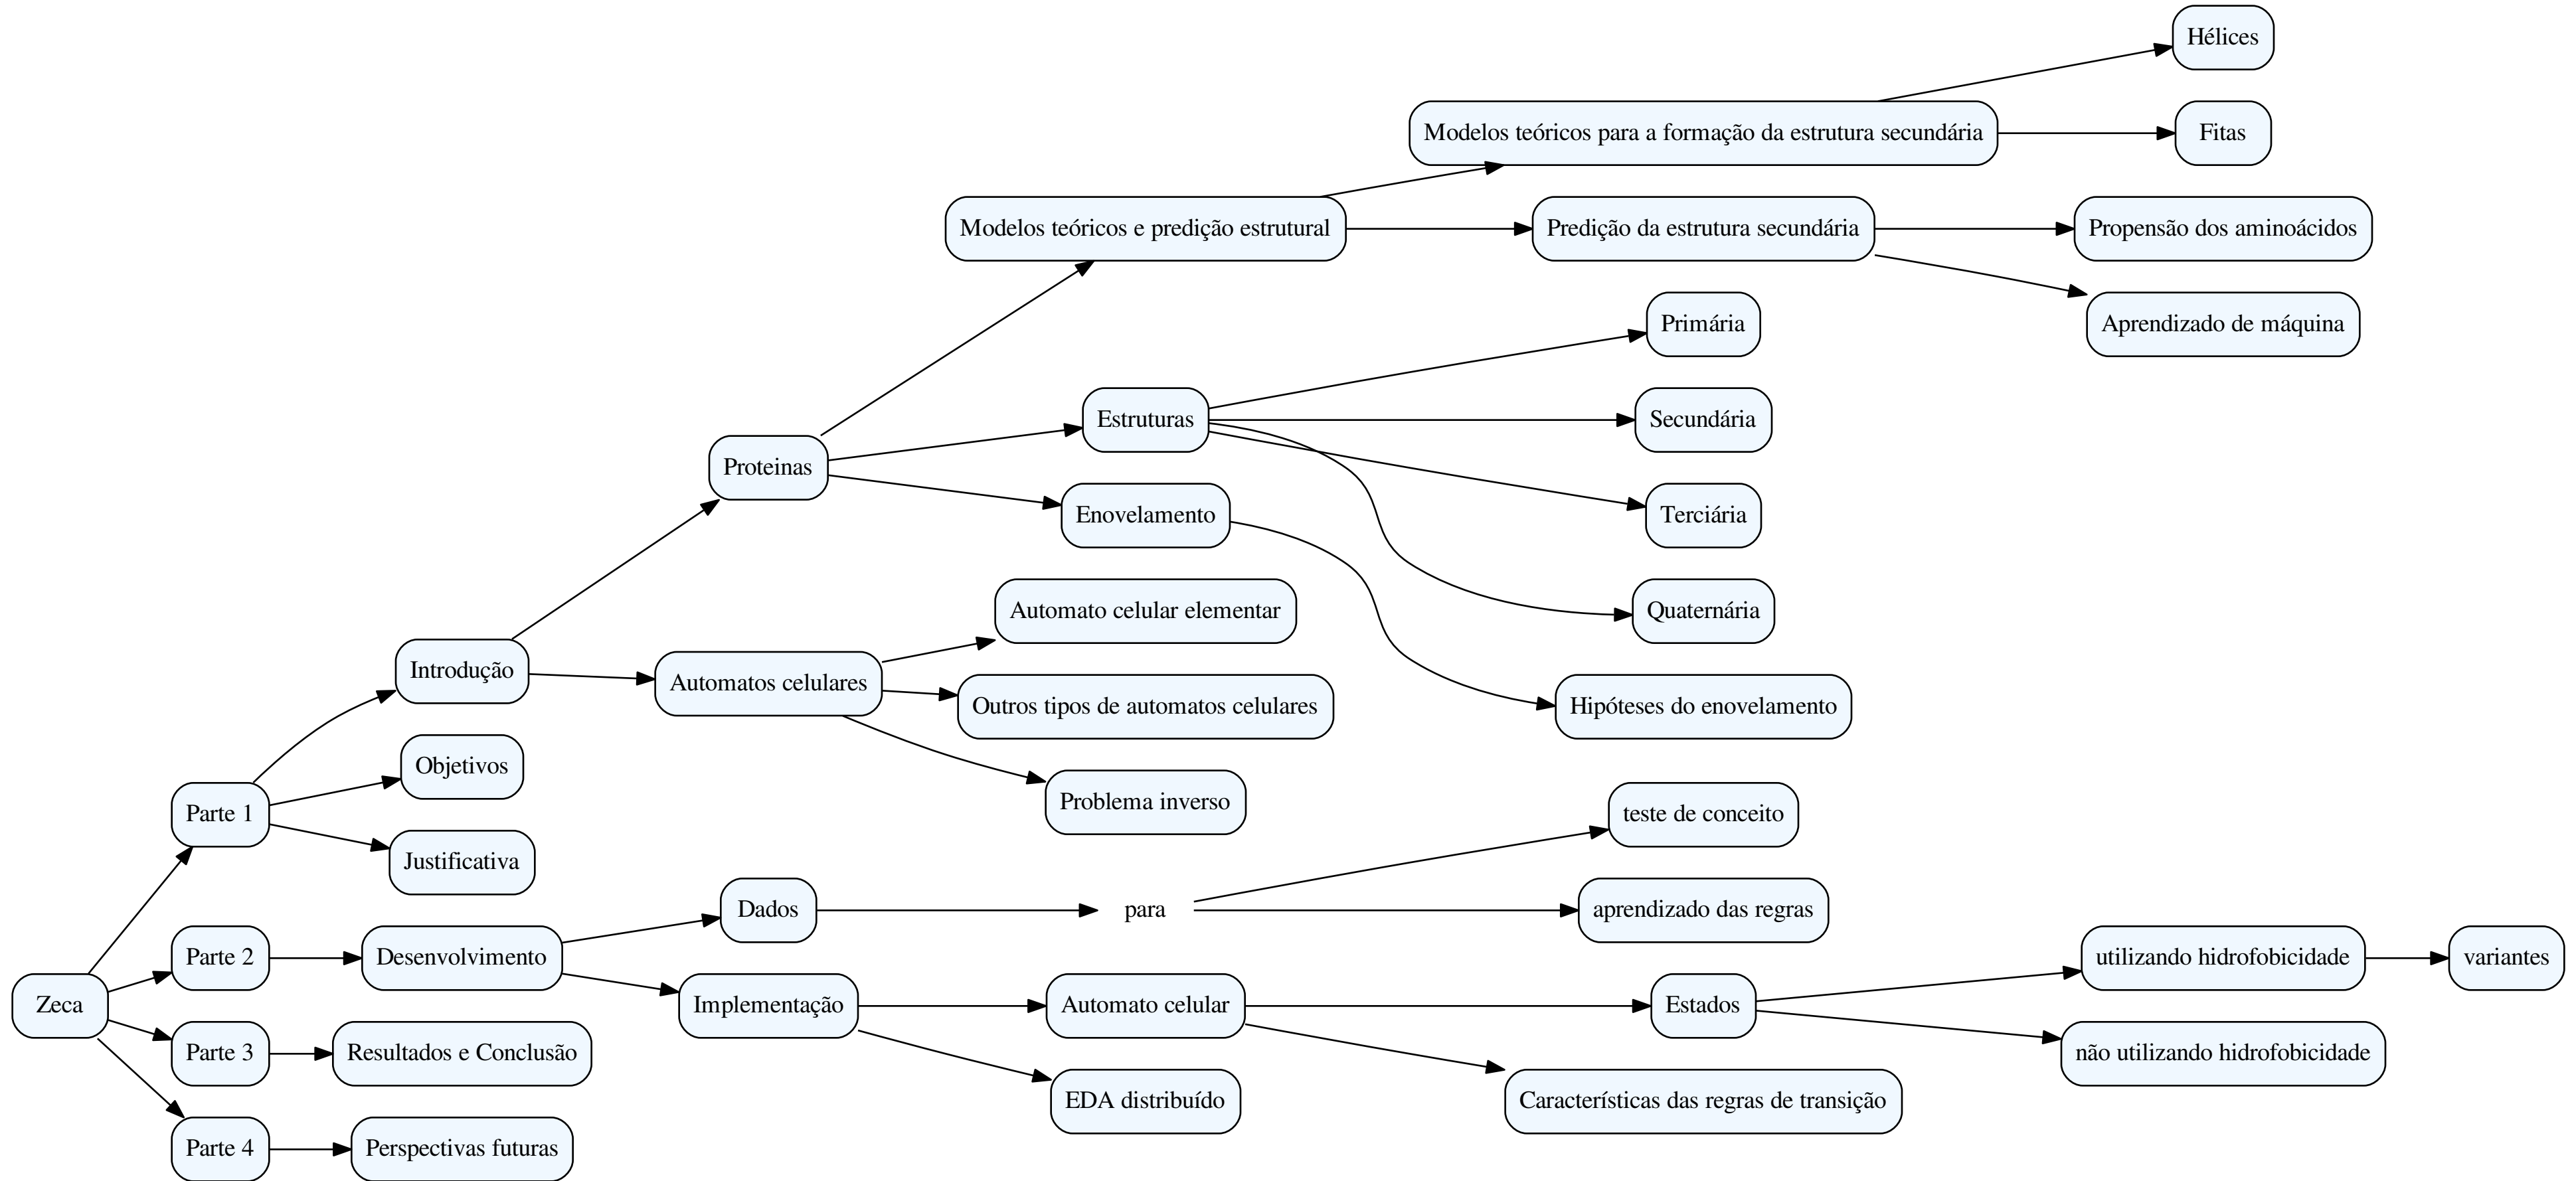 Hélices
Modelos teóricos para a formação da estrutura secundária
Fitas
Modelos teóricos e predição estrutural
Predição da estrutura secundária
Propensão dos aminoácidos
Aprendizado de máquina
Primária
Estruturas
Secundária
Proteinas
Terciária
Enovelamento
Quaternária
Automato celular elementar
Introdução
Automatos celulares
Outros tipos de automatos celulares
Hipóteses do enovelamento
Objetivos
Problema inverso
Parte 1
teste de conceito
Justificativa
Dados
para
aprendizado das regras
Parte 2
Desenvolvimento
utilizando hidrofobicidade
variantes
Zeca
Implementação
Automato celular
Estados
Parte 3
Resultados e Conclusão
não utilizando hidrofobicidade
EDA distribuído
Características das regras de transição
Parte 4
Perspectivas futuras